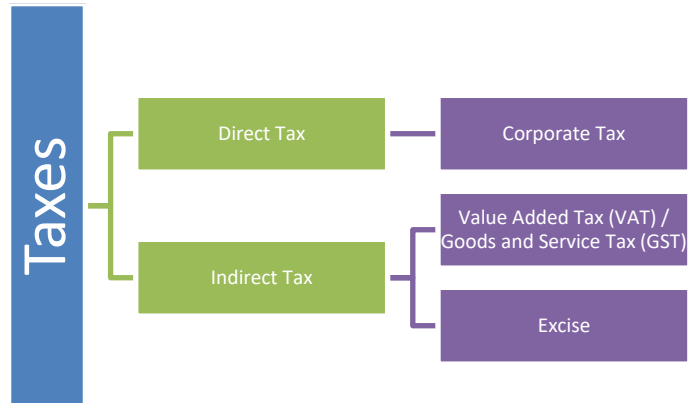 Taxes
Direct Tax
Corporate Tax
Indirect Tax
Value Added Tax (VAT) /
Goods and Service Tax (GST)
Excise